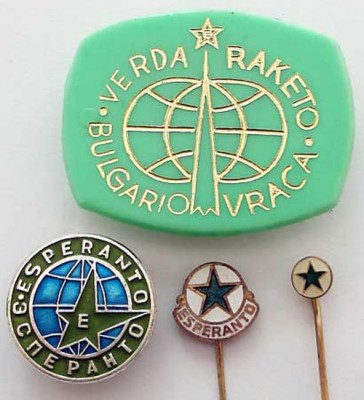 E
VERDA RAKETO
BULGARIO VRACA
ESPERANTO
E
ЭСПЕРАНТО
ESPERANTO